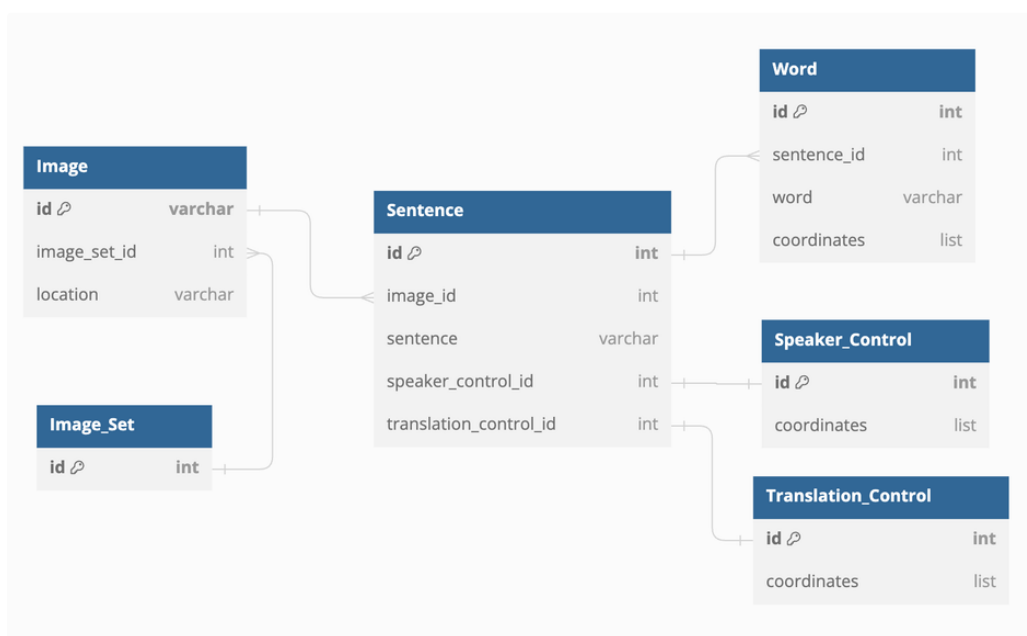 Image
id varchar
image_set_id int
location varchar
Image_Set
id int
Sentence
id int
image_id int
sentence varchar
speaker_control_id int
translation_control_id int
Word
id int
sentence_id int
word varchar
coordinates list
Speaker_Control
id int
coordinates list
Translation_Control
id int
coordinates list